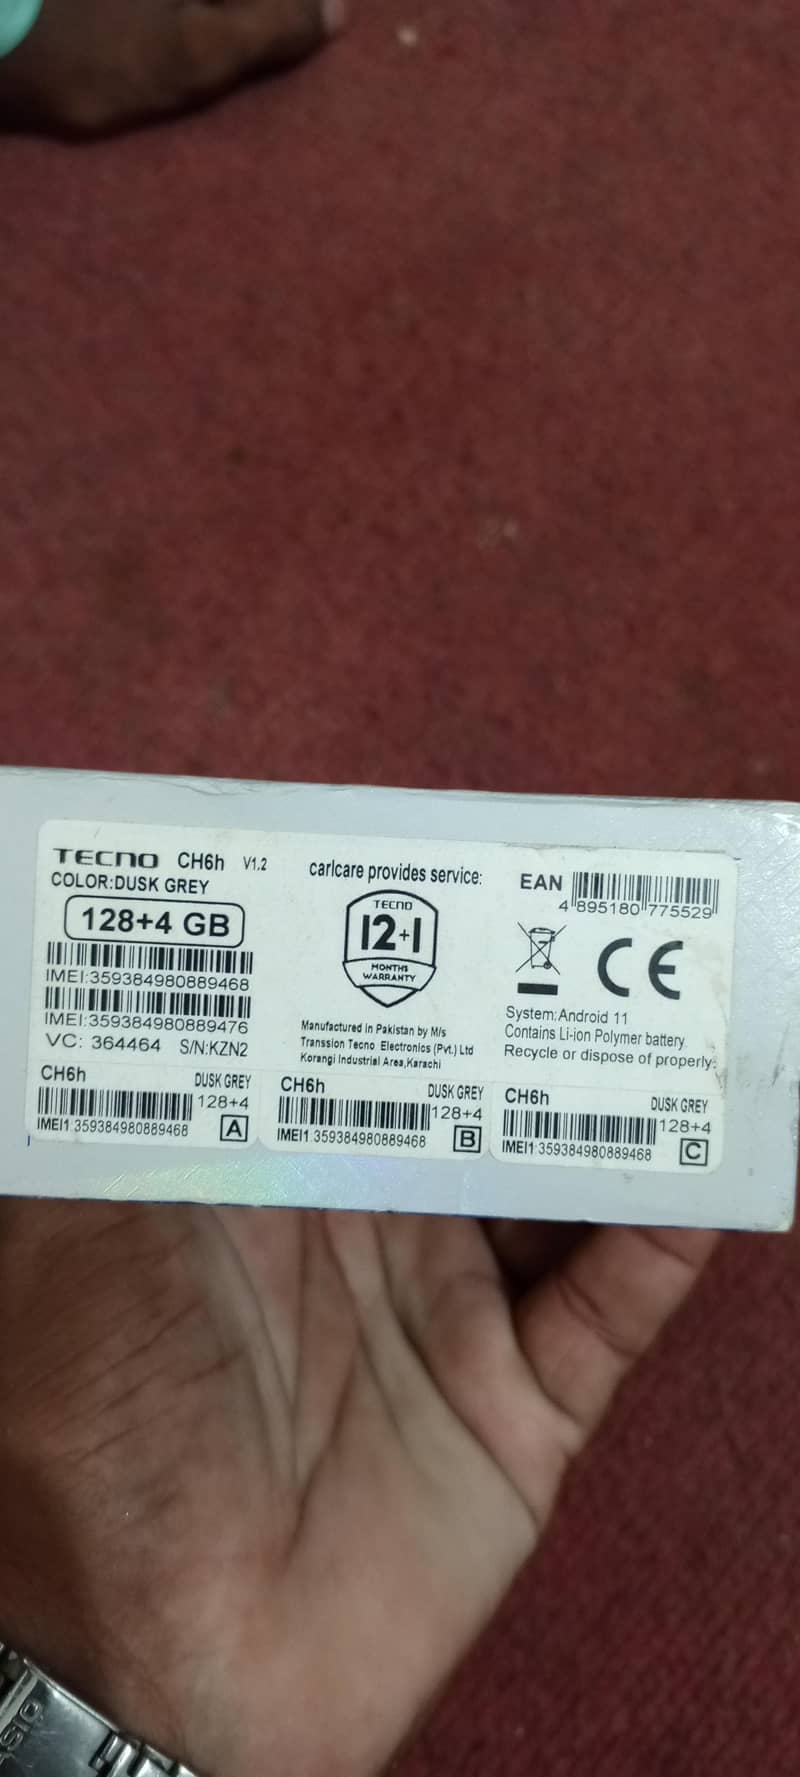 TECNO CH6h V1.2
COLOR:DUSK GREY
128+4 GB
IMEI:359384980889468
IMEI:359384980889476
VC: 364464 S/N:KZN2
carlcare provides service:
TECNO
12+1
MONTHS
WARRANTY
Manufactured in Pakistan by M/s
Transsion Tecno Electronics (Pvt.) Ltd
Korangi Industrial Area,Karachi
EAN
4 895180 775529
CE
System:Android 11
Contains Li-ion Polymer battery.
Recycle or dispose of properly.
CH6h
DUSK GREY
128+4
IMEI1:359384980889468 A
CH6h
DUSK GREY
128+4
IMEI1:359384980889468 B
CH6h
DUSK GREY
128+4
IMEI1:359384980889468 C